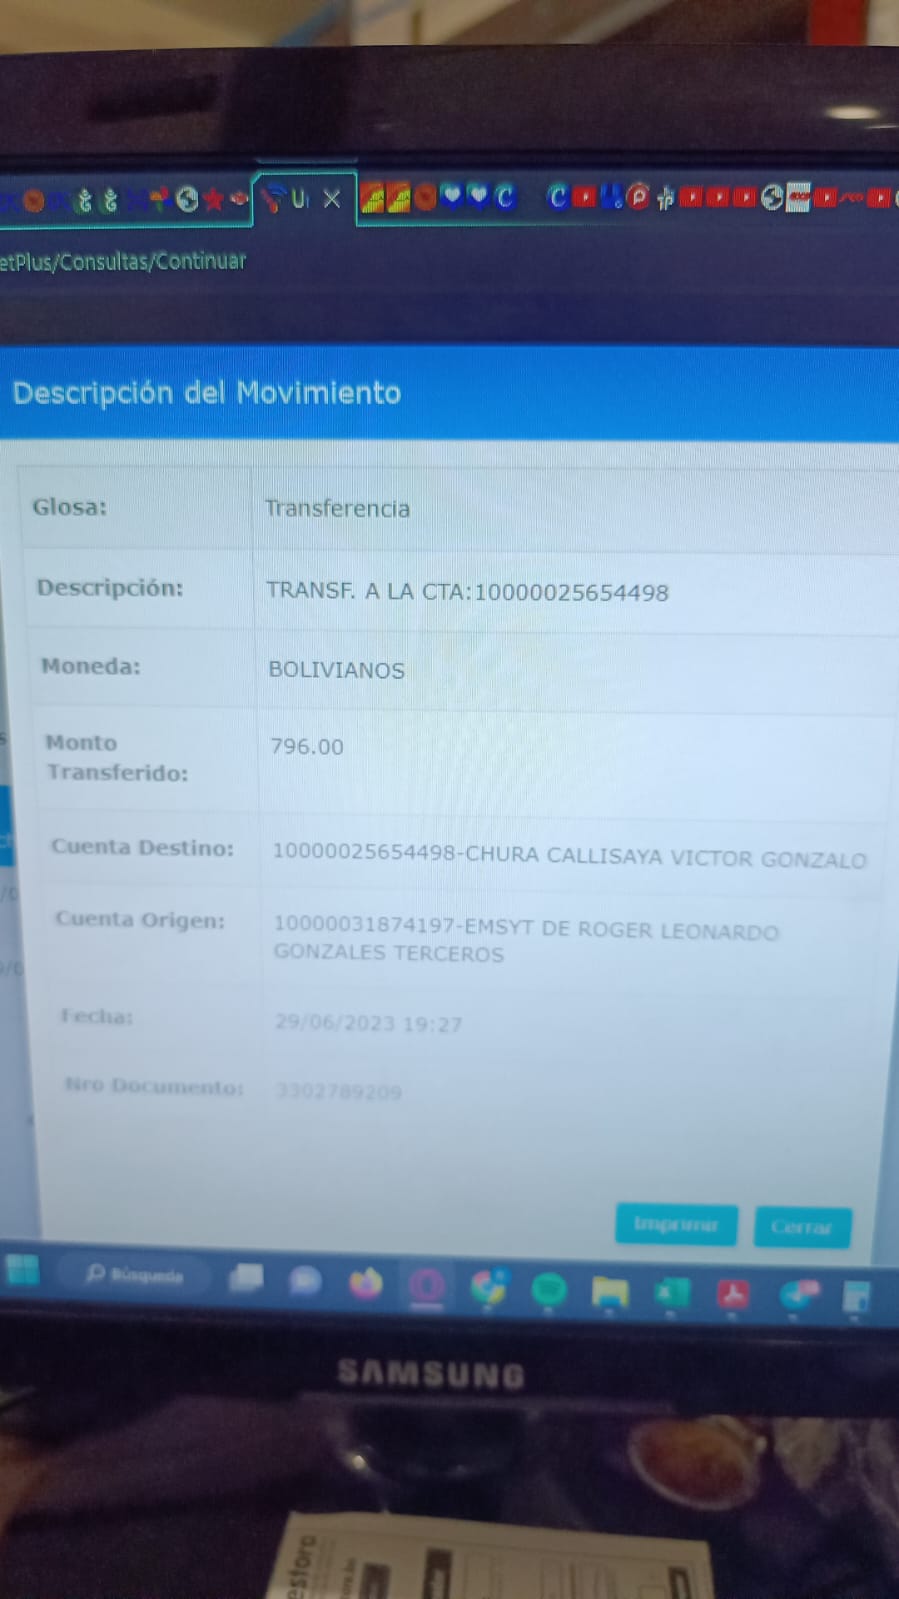 etPlus/Consultas/Continuar
Descripción del Movimiento
Glosa: Transferencia
Descripción: TRANSF. A LA CTA:10000025654498
Moneda: BOLIVIANOS
Monto Transferido: 796.00
Cuenta Destino: 10000025654498-CHURA CALLISAYA VICTOR GONZALO
Cuenta Origen: 10000031874197-EMSYT DE ROGER LEONARDO
GONZALES TERCEROS
Fecha: 29/06/2023 19:27
Nro Documento: 3302789209
Imprimir Cerrar
Búsqueda
SAMSUNG